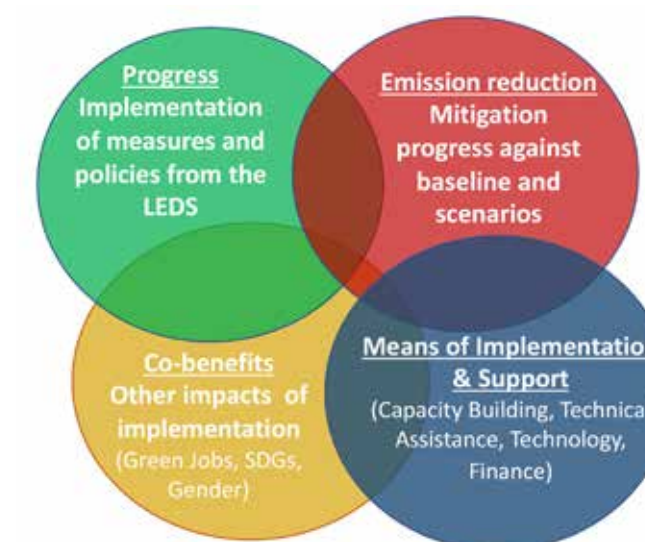 Progress
Implementation
of measures and
policies from the
LEDS
Emission reduction
Mitigation
progress against
baseline and
scenarios
Co-benefits
Other impacts of
implementation
(Green Jobs, SDGs,
Gender)
Means of Implementatio
& Support
(Capacity Building, Technica
Assistance, Technology,
Finance)